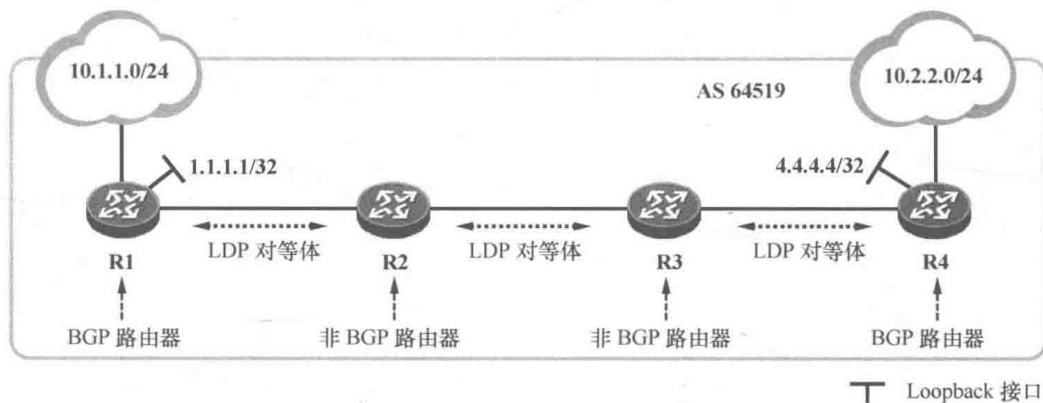 10.1.1.0/24
10.2.2.0/24
AS 64519
1.1.1.1/32
4.4.4.4/32
LDP 对等体
LDP 对等体
LDP 对等体
R1
R2
R3
R4
BGP 路由器
非 BGP 路由器
非 BGP 路由器
BGP 路由器
Loopback 接口